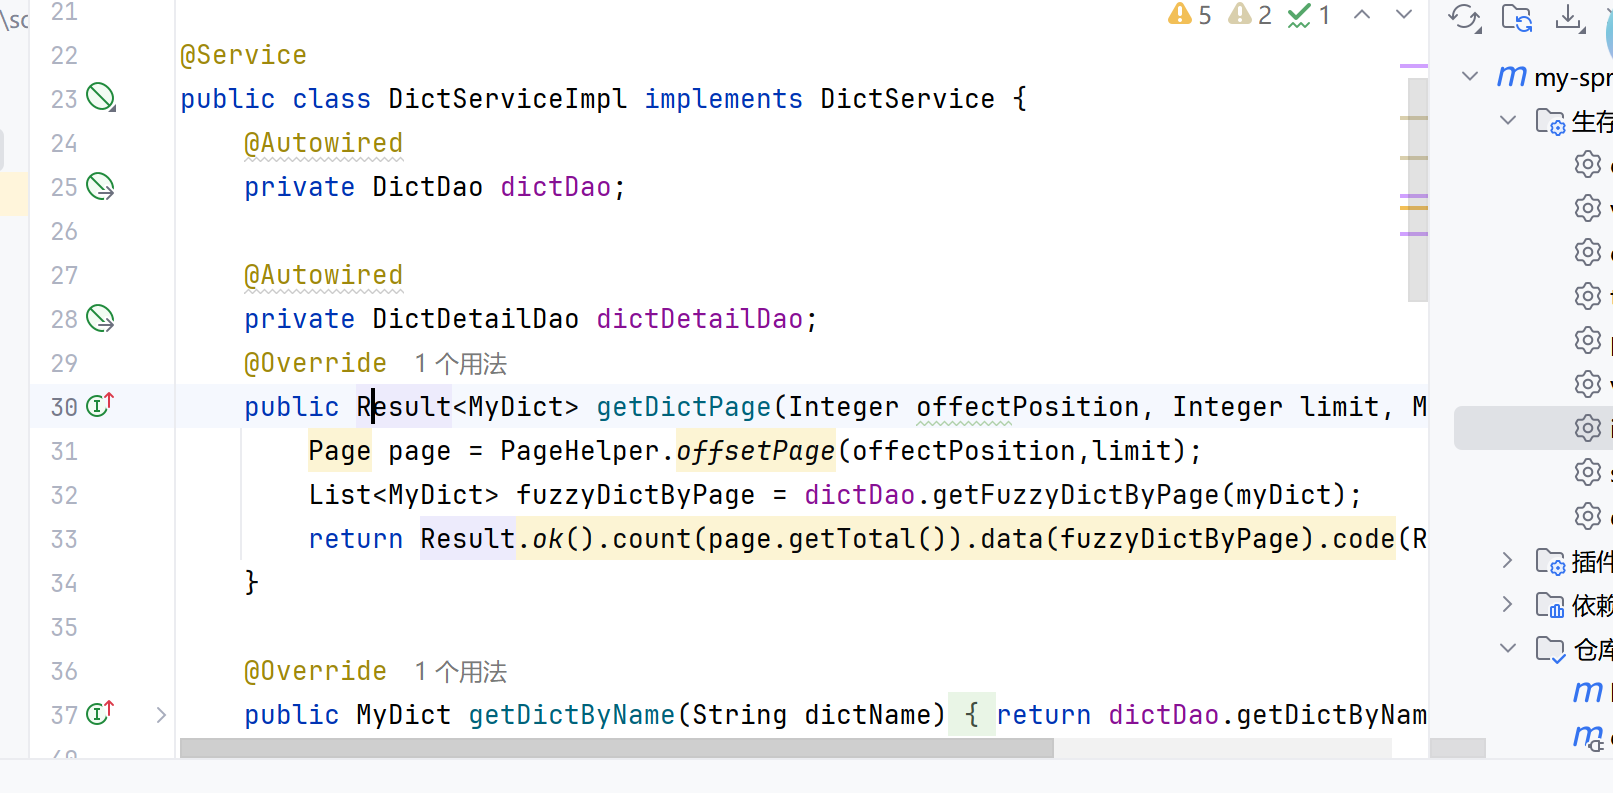 \sc
5 2 1
21
22 @Service
23 public class DictServiceImpl implements DictService {
24 @Autowired
25 private DictDao dictDao;
26
27 @Autowired
28 private DictDetailDao dictDetailDao;
29 @Override 1 个用法
30 public Result<MyDict> getDictPage(Integer offectPosition, Integer limit, M
31 Page page = PageHelper.offsetPage(offectPosition,limit);
32 List<MyDict> fuzzyDictByPage = dictDao.getFuzzyDictByPage(myDict);
33 return Result.ok().count(page.getTotal()).data(fuzzyDictByPage).code(R
34 }
35
36 @Override 1 个用法
37 public MyDict getDictByName(String dictName) { return dictDao.getDictByNam
m my-spr
生存
插件
依赖
仓库
m
m